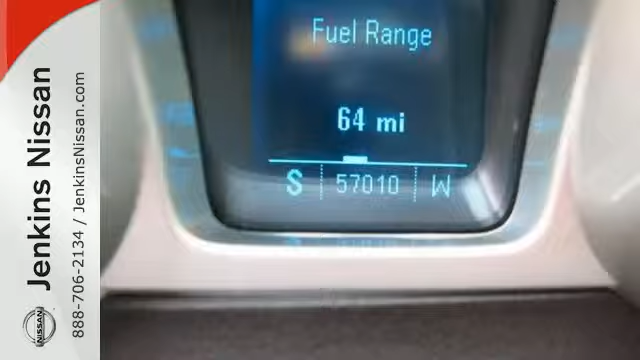 Jenkins Nissan
888-706-2134 / JenkinsNissan.com
NISSAN
Fuel Range
64 mi
S 57010 W